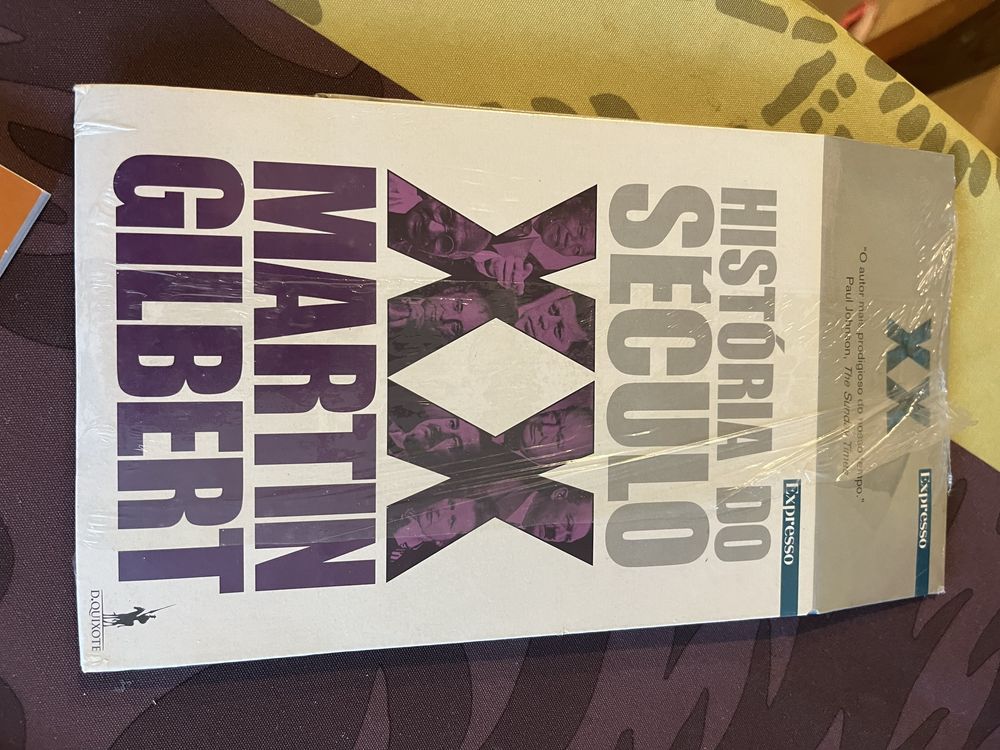 XX
"O autor mais prodigioso do nosso tempo."
Paul Johnson, The Sunday Times
Expresso
Expresso
HISTÓRIA DO
SÉCULO
XX
MARTIN
GILBERT
D.QUIXOTE